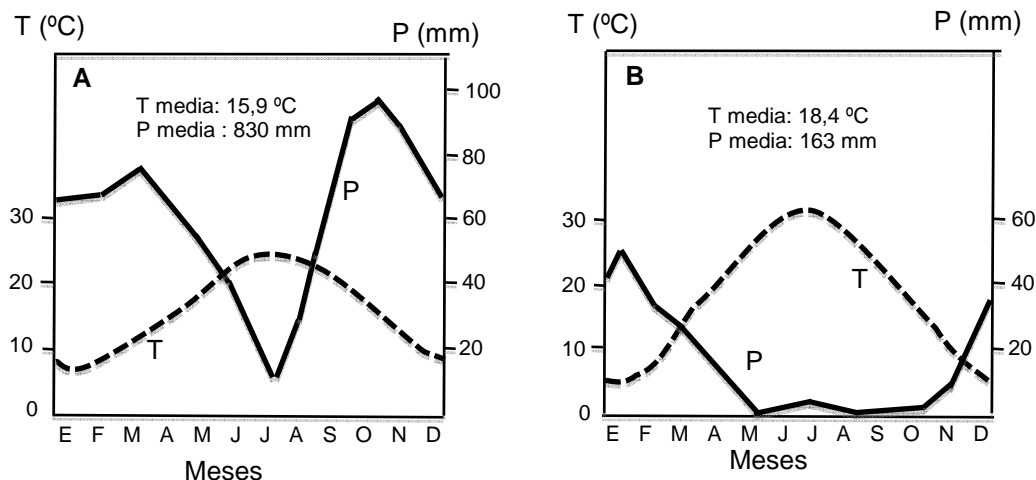 T (ºC)
P (mm)
A
T media: 15,9 ºC
P media : 830 mm
100
80
60
40
20
30
20
10
0
P
T
E F M A M J J A S O N D
Meses
T (ºC)
P (mm)
B
T media: 18,4 ºC
P media: 163 mm
30
20
10
0
60
40
20
T
P
E F M A M J J A S O N D
Meses